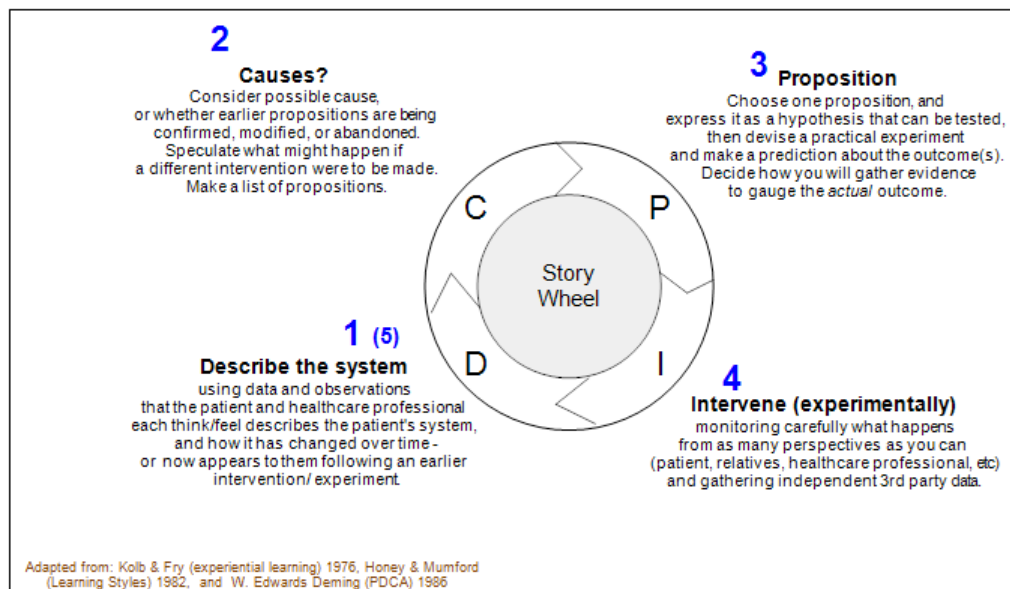 2
Causes?
Consider possible cause,
or whether earlier propositions are being
confirmed, modified, or abandoned.
Speculate what might happen if
a different intervention were to be made.
Make a list of propositions.
3
Proposition
Choose one proposition, and
express it as a hypothesis that can be tested,
then devise a practical experiment
and make a prediction about the outcome(s).
Decide how you will gather evidence
to gauge the actual outcome.
C
P
Story
Wheel
D
I
1 (5)
Describe the system
using data and observations
that the patient and healthcare professional
each think/feel describes the patient's system,
and how it has changed over time -
or now appears to them following an earlier
intervention/ experiment.
4
Intervene (experimentally)
monitoring carefully what happens
from as many perspectives as you can
(patient, relatives, healthcare professional, etc)
and gathering independent 3rd party data.
Adapted from: Kolb & Fry (experiential learning) 1976, Honey & Mumford
(Learning Styles) 1982, and W. Edwards Deming (PDCA) 1986